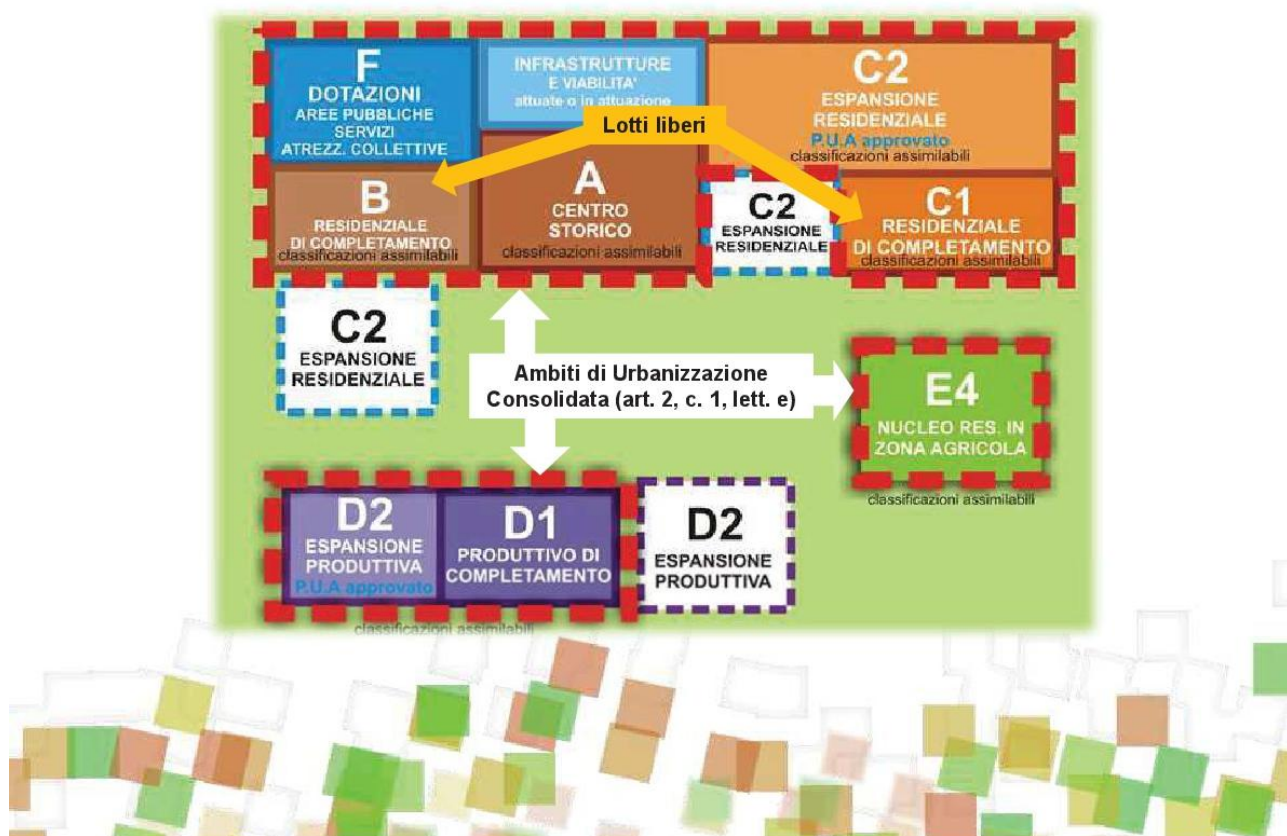 F
DOTAZIONI
AREE PUBBLICHE
SERVIZI
ATREZZ. COLLETTIVE
INFRASTRUTTURE
E VIABILITA'
attuate o in attuazione
C2
ESPANSIONE
RESIDENZIALE
P.U.A approvato
classificazioni assimilabili
Lotti liberi
B
RESIDENZIALE
DI COMPLETAMENTO
classificazioni assimilabili
A
CENTRO
STORICO
classificazioni assimilabili
C2
ESPANSIONE
RESIDENZIALE
C1
RESIDENZIALE
DI COMPLETAMENTO
classificazioni assimilabili
C2
ESPANSIONE
RESIDENZIALE
Ambiti di Urbanizzazione
Consolidata (art. 2, c. 1, lett. e)
E4
NUCLEO RES. IN
ZONA AGRICOLA
classificazioni assimilabili
D2
ESPANSIONE
PRODUTTIVA
P.U.A approvato
D1
PRODUTTIVO DI
COMPLETAMENTO
classificazioni assimilabili
D2
ESPANSIONE
PRODUTTIVA